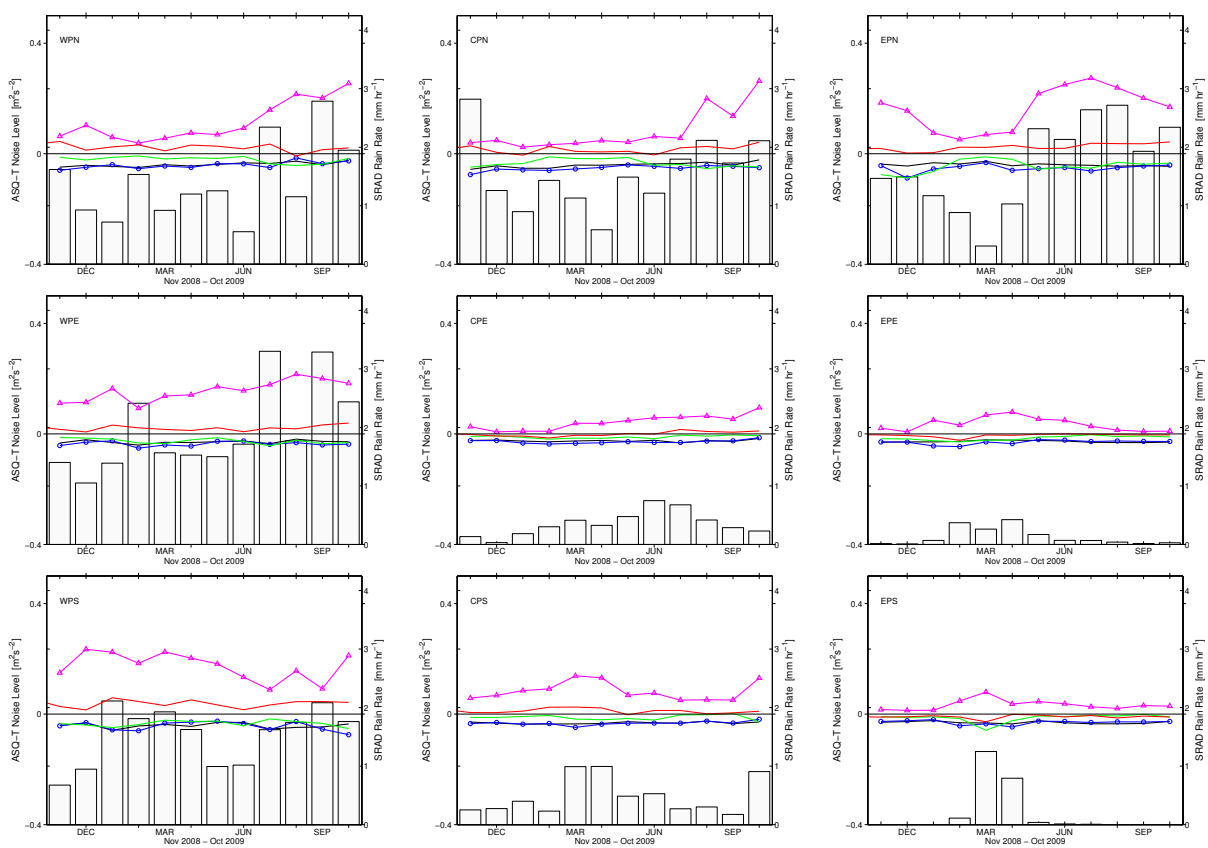 WPN
0.4
0
−0.4
ASQ−T Noise Level [m²s⁻²]
4
3
2
1
0
SRAD Rain Rate [mm hr⁻¹]
DEC MAR JUN SEP
Nov 2008 − Oct 2009
CPN
0.4
0
−0.4
ASQ−T Noise Level [m²s⁻²]
4
3
2
1
0
SRAD Rain Rate [mm hr⁻¹]
DEC MAR JUN SEP
Nov 2008 − Oct 2009
EPN
0.4
0
−0.4
ASQ−T Noise Level [m²s⁻²]
4
3
2
1
0
SRAD Rain Rate [mm hr⁻¹]
DEC MAR JUN SEP
Nov 2008 − Oct 2009
WPE
0.4
0
−0.4
ASQ−T Noise Level [m²s⁻²]
4
3
2
1
0
SRAD Rain Rate [mm hr⁻¹]
DEC MAR JUN SEP
Nov 2008 − Oct 2009
CPE
0.4
0
−0.4
ASQ−T Noise Level [m²s⁻²]
4
3
2
1
0
SRAD Rain Rate [mm hr⁻¹]
DEC MAR JUN SEP
Nov 2008 − Oct 2009
EPE
0.4
0
−0.4
ASQ−T Noise Level [m²s⁻²]
4
3
2
1
0
SRAD Rain Rate [mm hr⁻¹]
DEC MAR JUN SEP
Nov 2008 − Oct 2009
WPS
0.4
0
−0.4
ASQ−T Noise Level [m²s⁻²]
4
3
2
1
0
SRAD Rain Rate [mm hr⁻¹]
DEC MAR JUN SEP
Nov 2008 − Oct 2009
CPS
0.4
0
−0.4
ASQ−T Noise Level [m²s⁻²]
4
3
2
1
0
SRAD Rain Rate [mm hr⁻¹]
DEC MAR JUN SEP
Nov 2008 − Oct 2009
EPS
0.4
0
−0.4
ASQ−T Noise Level [m²s⁻²]
4
3
2
1
0
SRAD Rain Rate [mm hr⁻¹]
DEC MAR JUN SEP
Nov 2008 − Oct 2009